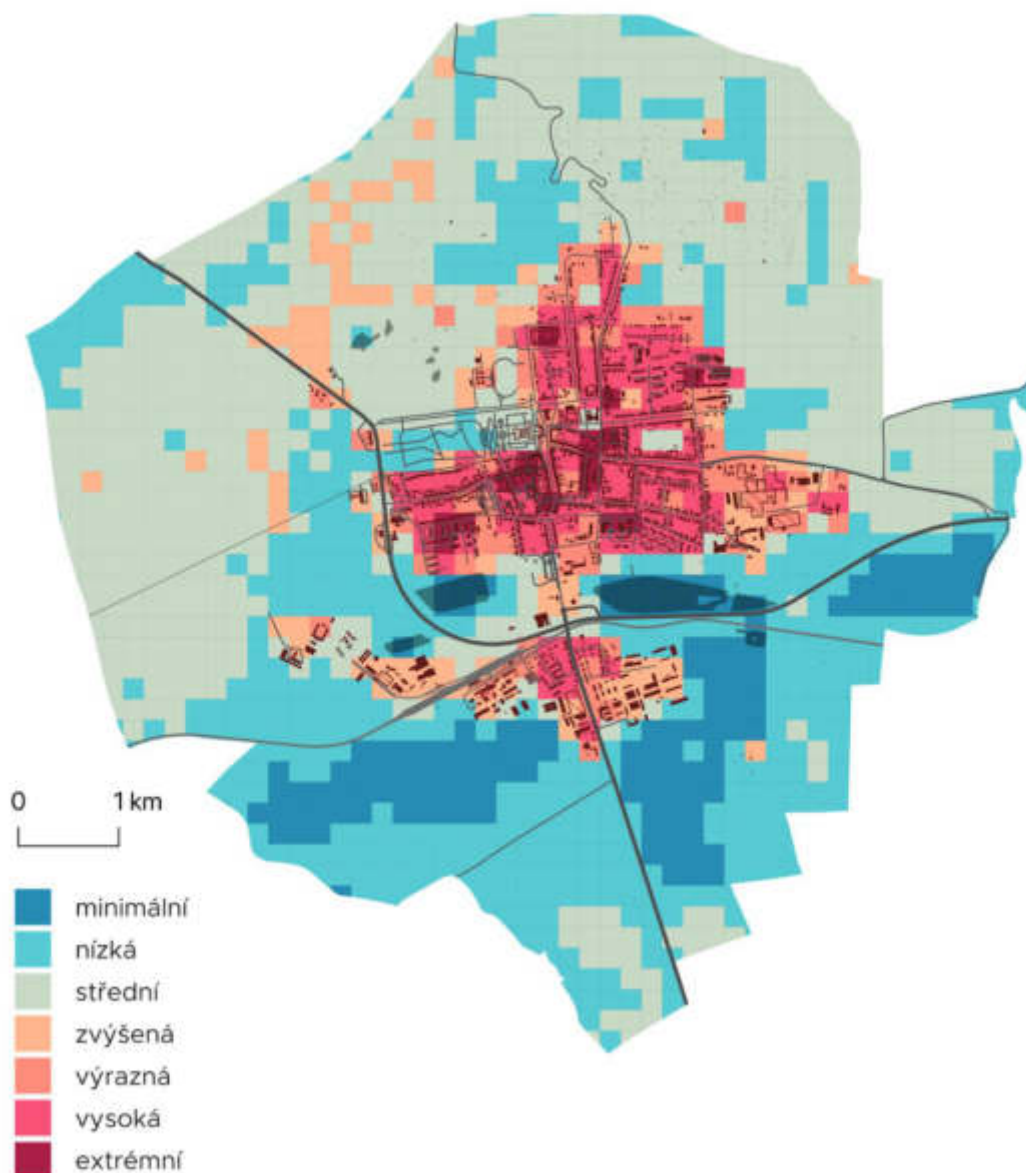 0 1 km
minimální
nízká
střední
zvýšená
výrazná
vysoká
extrémní